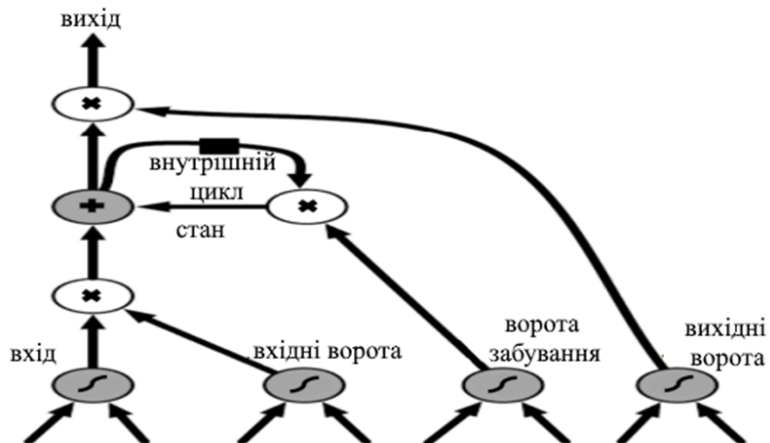 вихід
внутрішній
цикл
стан
вхід
вхідні ворота
ворота
забування
вихідні
ворота